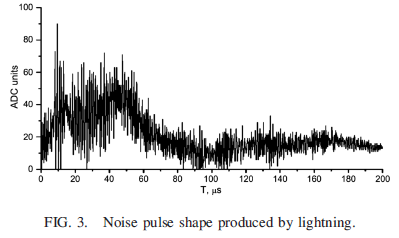 100
80
60
40
20
0
ADC units
0 20 40 60 80 100 120 140 160 180 200
T, µs
FIG. 3. Noise pulse shape produced by lightning.